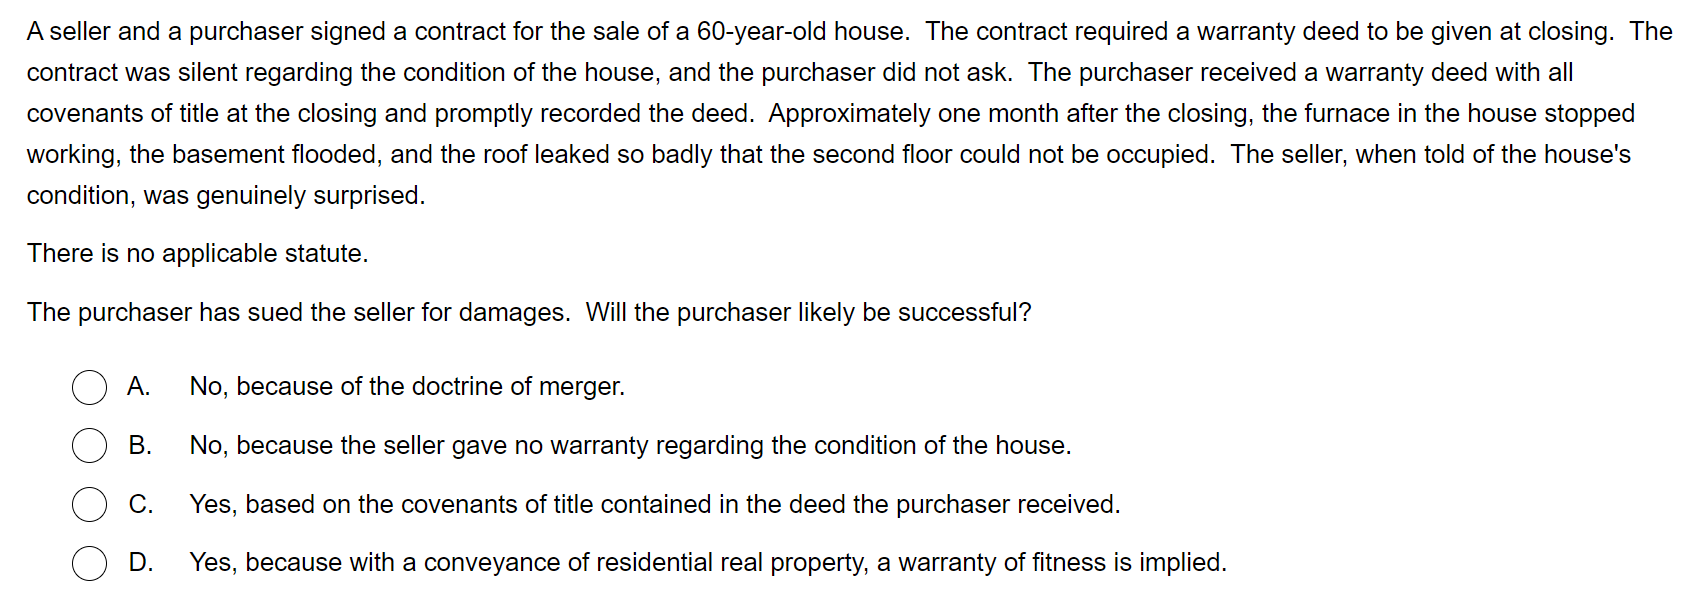 A seller and a purchaser signed a contract for the sale of a 60-year-old house.  The contract required a warranty deed to be given at closing.  The
contract was silent regarding the condition of the house, and the purchaser did not ask.  The purchaser received a warranty deed with all
covenants of title at the closing and promptly recorded the deed.  Approximately one month after the closing, the furnace in the house stopped
working, the basement flooded, and the roof leaked so badly that the second floor could not be occupied.  The seller, when told of the house's
condition, was genuinely surprised.
There is no applicable statute.
The purchaser has sued the seller for damages.  Will the purchaser likely be successful?
A. No, because of the doctrine of merger.
B. No, because the seller gave no warranty regarding the condition of the house.
C. Yes, based on the covenants of title contained in the deed the purchaser received.
D. Yes, because with a conveyance of residential real property, a warranty of fitness is implied.